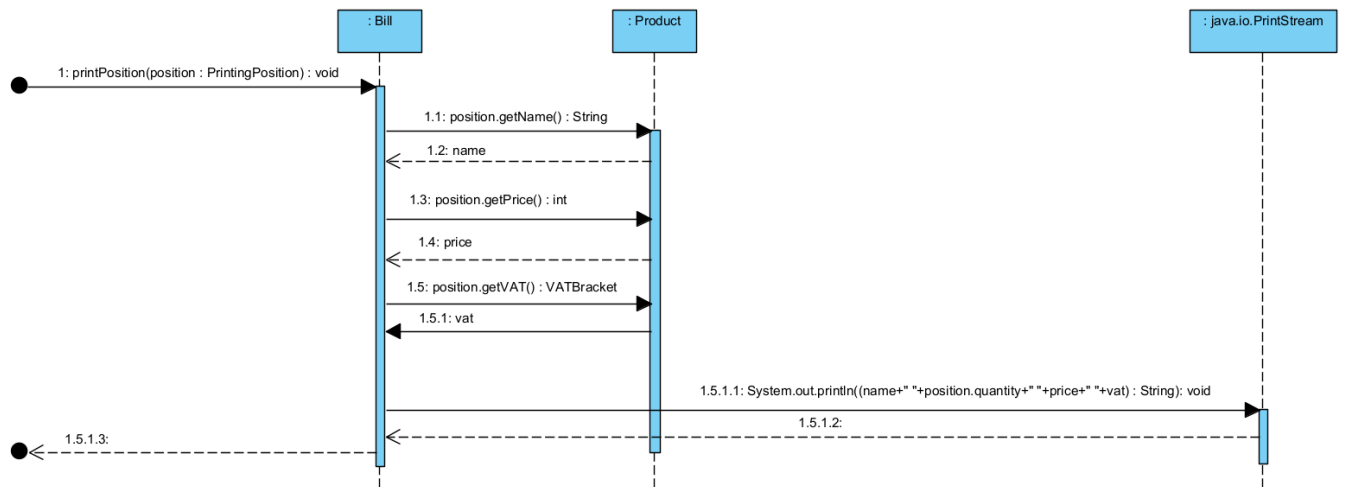 : Bill
: Product
: java.io.PrintStream
1: printPosition(position : PrintingPosition) : void
1.1: position.getName() : String
1.2: name
1.3: position.getPrice() : int
1.4: price
1.5: position.getVAT() : VATBracket
1.5.1: vat
1.5.1.1: System.out.println((name+" "+position.quantity+" "+price+" "+vat) : String): void
1.5.1.2:
1.5.1.3: